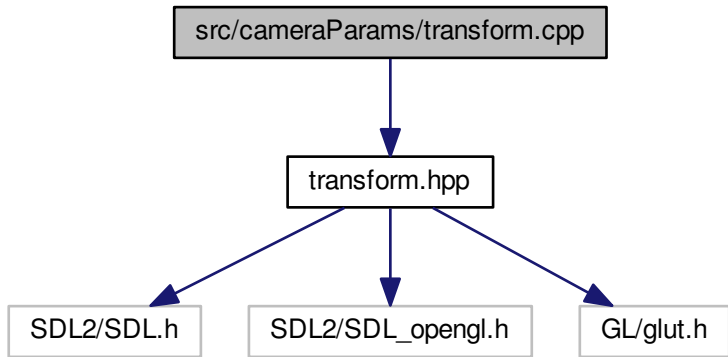 src/cameraParams/transform.cpp
transform.hpp
SDL2/SDL.h
SDL2/SDL_opengl.h
GL/glut.h